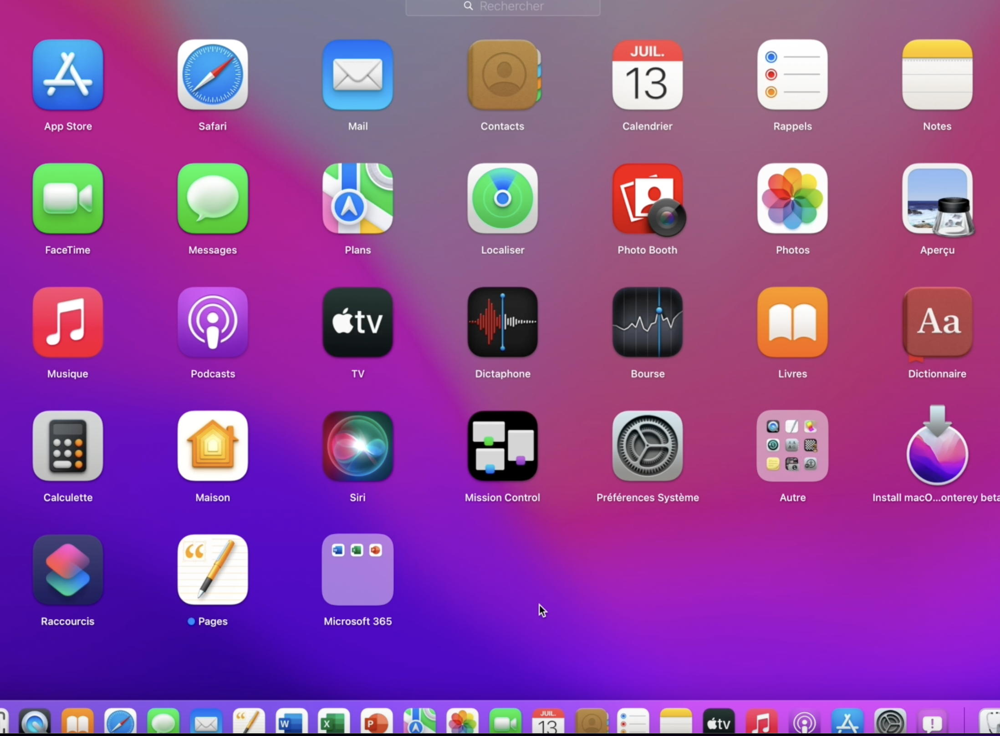 Rechercher
JUIL.
13
App Store
Safari
Mail
Contacts
Calendrier
Rappels
Notes
FaceTime
Messages
Plans
Localiser
Photo Booth
Photos
Aperçu
tv
Aa
Musique
Podcasts
TV
Dictaphone
Bourse
Livres
Dictionnaire
Calculette
Maison
Siri
Mission Control
Préférences Système
Autre
Install macO...onterey beta
Raccourcis
Pages
Microsoft 365
W
X
P
JUIL.
13
tv